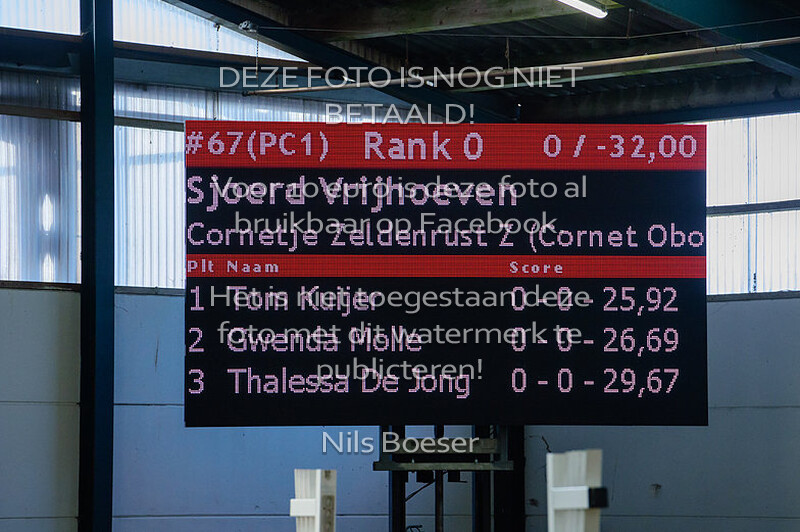 DEZE FOTO IS NOG NIET
BETAALD!
#67(PC1) Rank 0 0 / -32,00
Sjoerd Vrijhoeven
Voor 10 euro is deze foto al
bruikbaar op Facebook
Cornetje Zeldenrust Z (Cornet Obo
Plt Naam Score
1 Tom Kuijer 0 - 0 - 25,92
Het is niet toegestaan deze
foto met dit watermerk te
2 Gwenda Molle 0 - 0 - 26,69
publicteren!
3 Thalessa De Jong 0 - 0 - 29,67
Nils Boeser